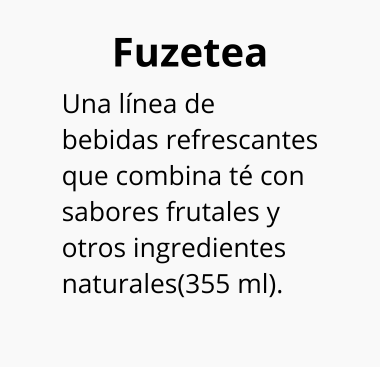 Fuzetea
Una línea de
bebidas refrescantes
que combina té con
sabores frutales y
otros ingredientes
naturales(355 ml).